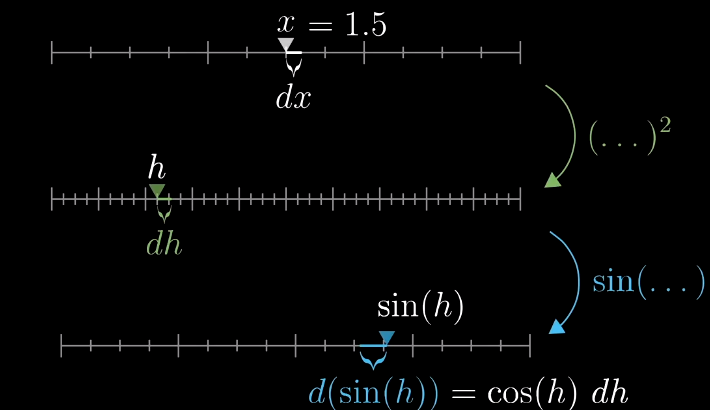 x = 1.5
dx
(...)²
h
dh
sin(...)
sin(h)
d(sin(h)) = cos(h) dh